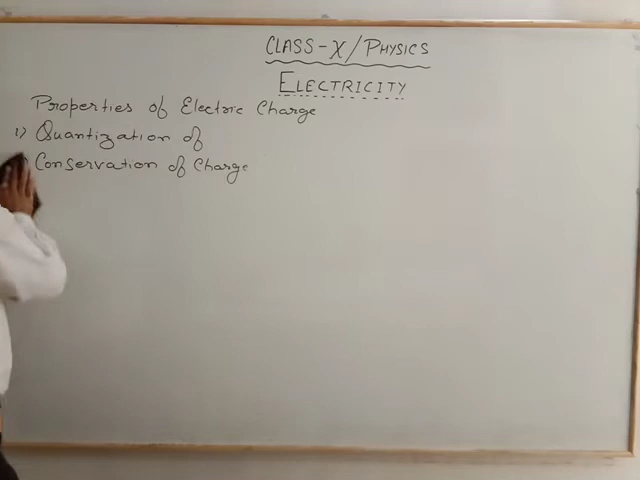 CLASS-X/PHYSICS
ELECTRICITY
Properties of Electric Charge
1) Quantization of
Conservation of Charge